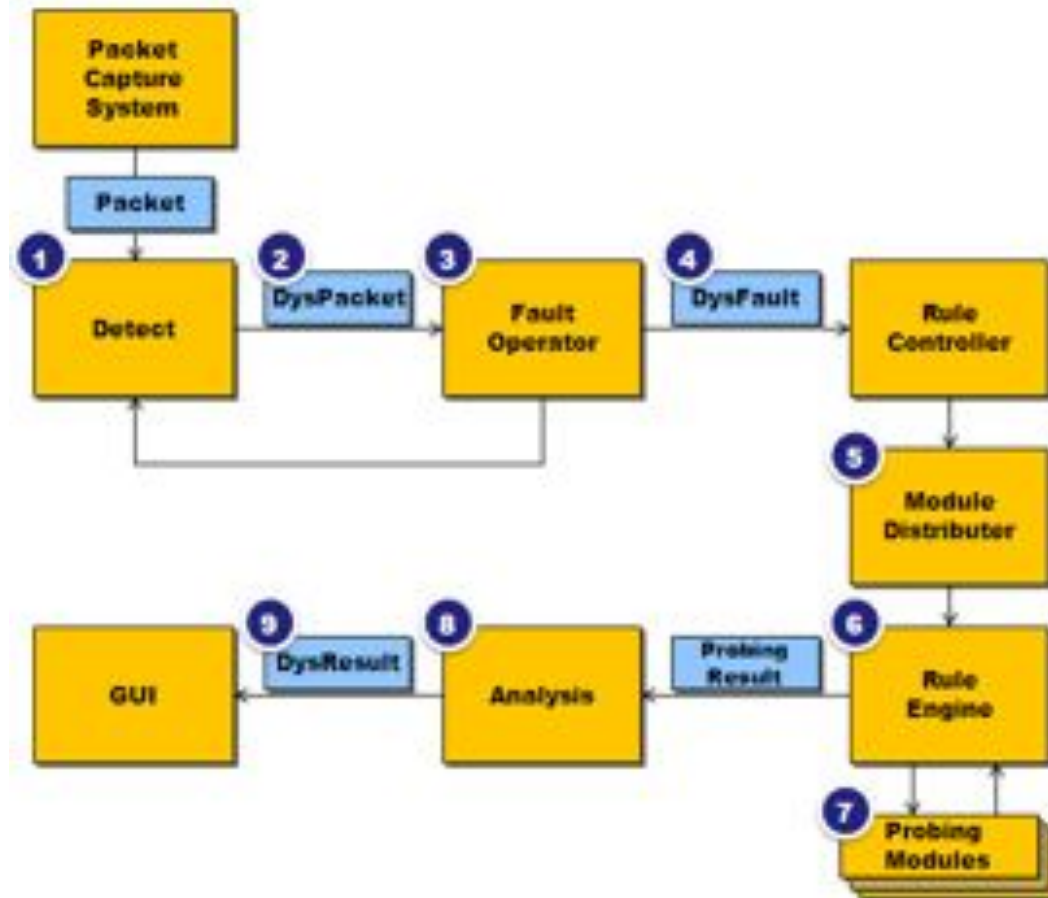 Packet
Capture
System
Packet
1
2
3
4
DysPacket
DysFault
Detect
Fault
Operator
Rule
Controller
5
Module
Distributer
9
8
6
DysResult
Probing
Result
GUI
Analysis
Rule
Engine
7
Probing
Modules